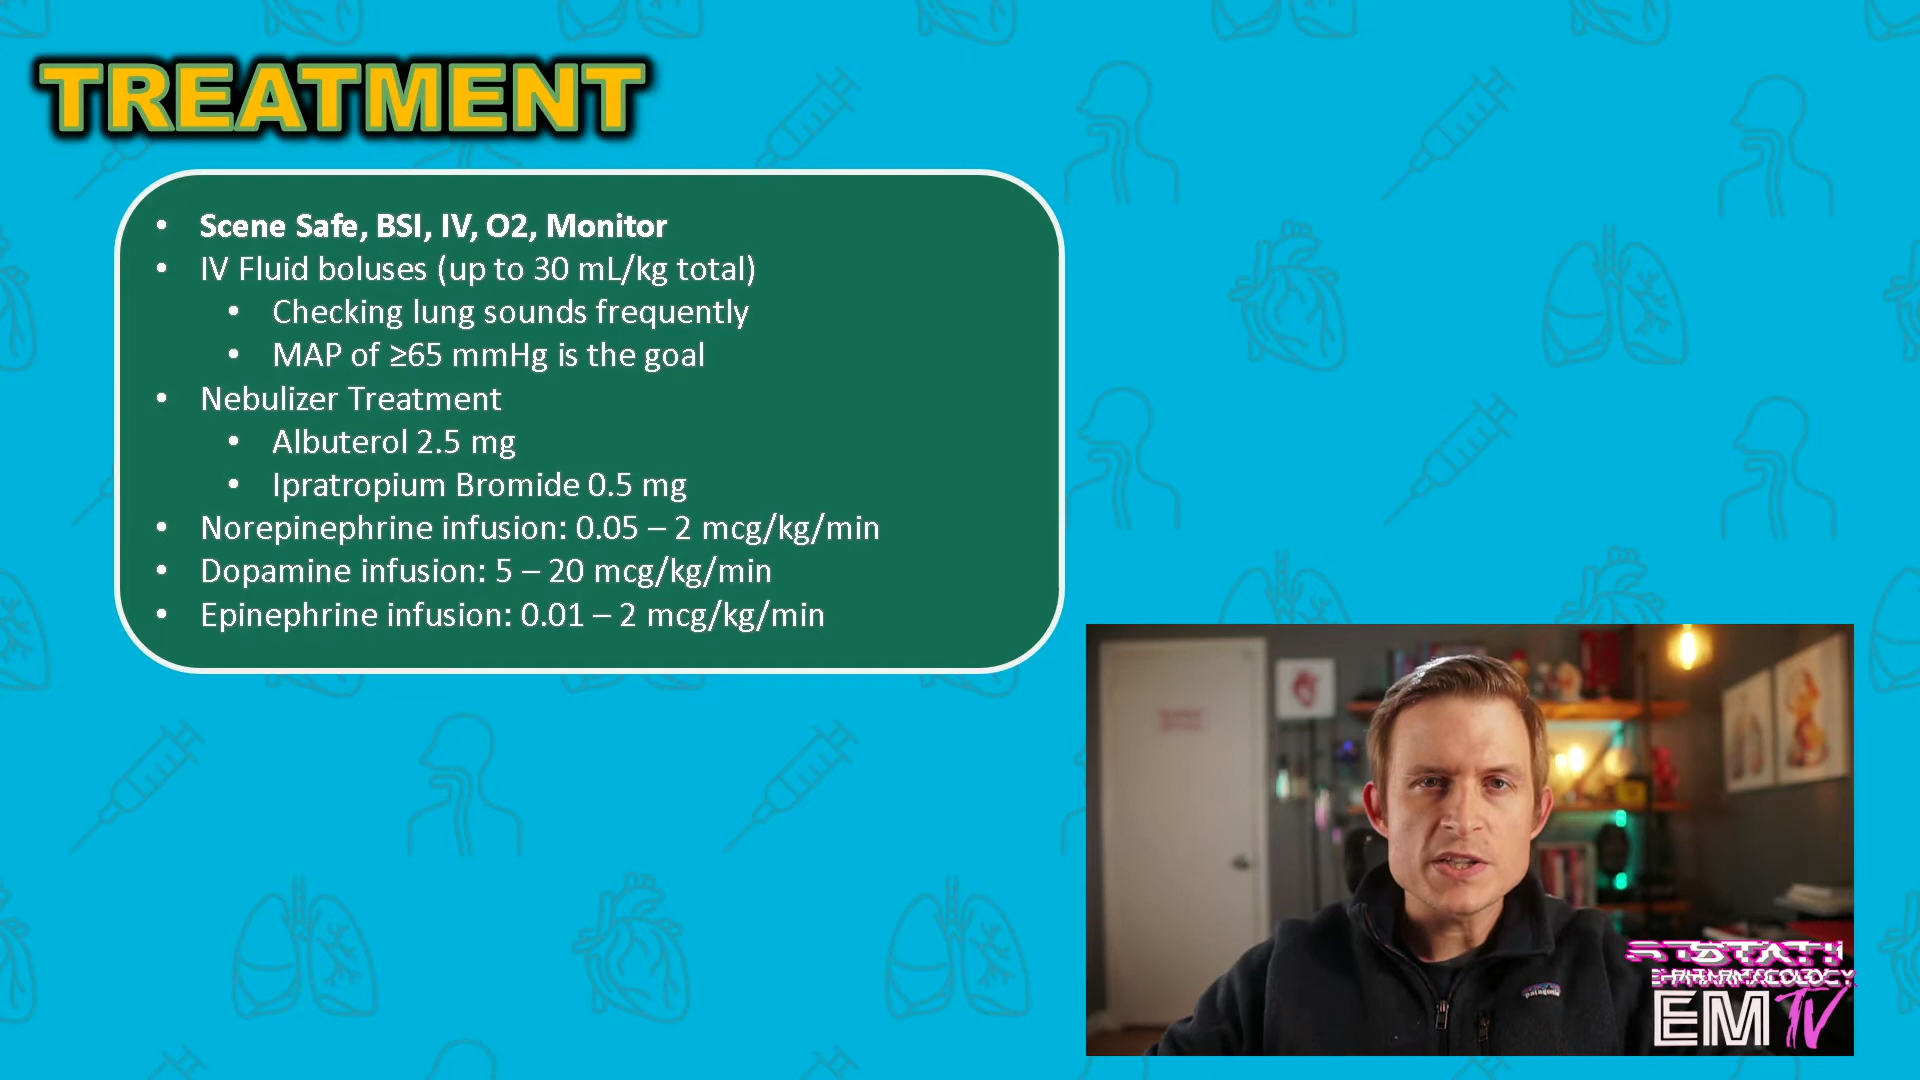 TREATMENT
• Scene Safe, BSI, IV, O2, Monitor
• IV Fluid boluses (up to 30 mL/kg total)
• Checking lung sounds frequently
• MAP of ≥65 mmHg is the goal
• Nebulizer Treatment
• Albuterol 2.5 mg
• Ipratropium Bromide 0.5 mg
• Norepinephrine infusion: 0.05 – 2 mcg/kg/min
• Dopamine infusion: 5 – 20 mcg/kg/min
• Epinephrine infusion: 0.01 – 2 mcg/kg/min
patagonia
EMTV